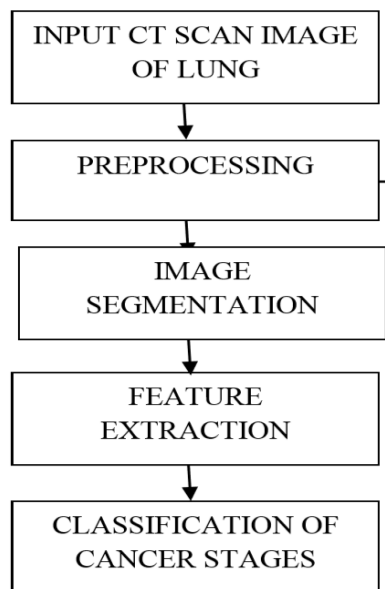 INPUT CT SCAN IMAGE
OF LUNG
PREPROCESSING
IMAGE
SEGMENTATION
FEATURE
EXTRACTION
CLASSIFICATION OF
CANCER STAGES